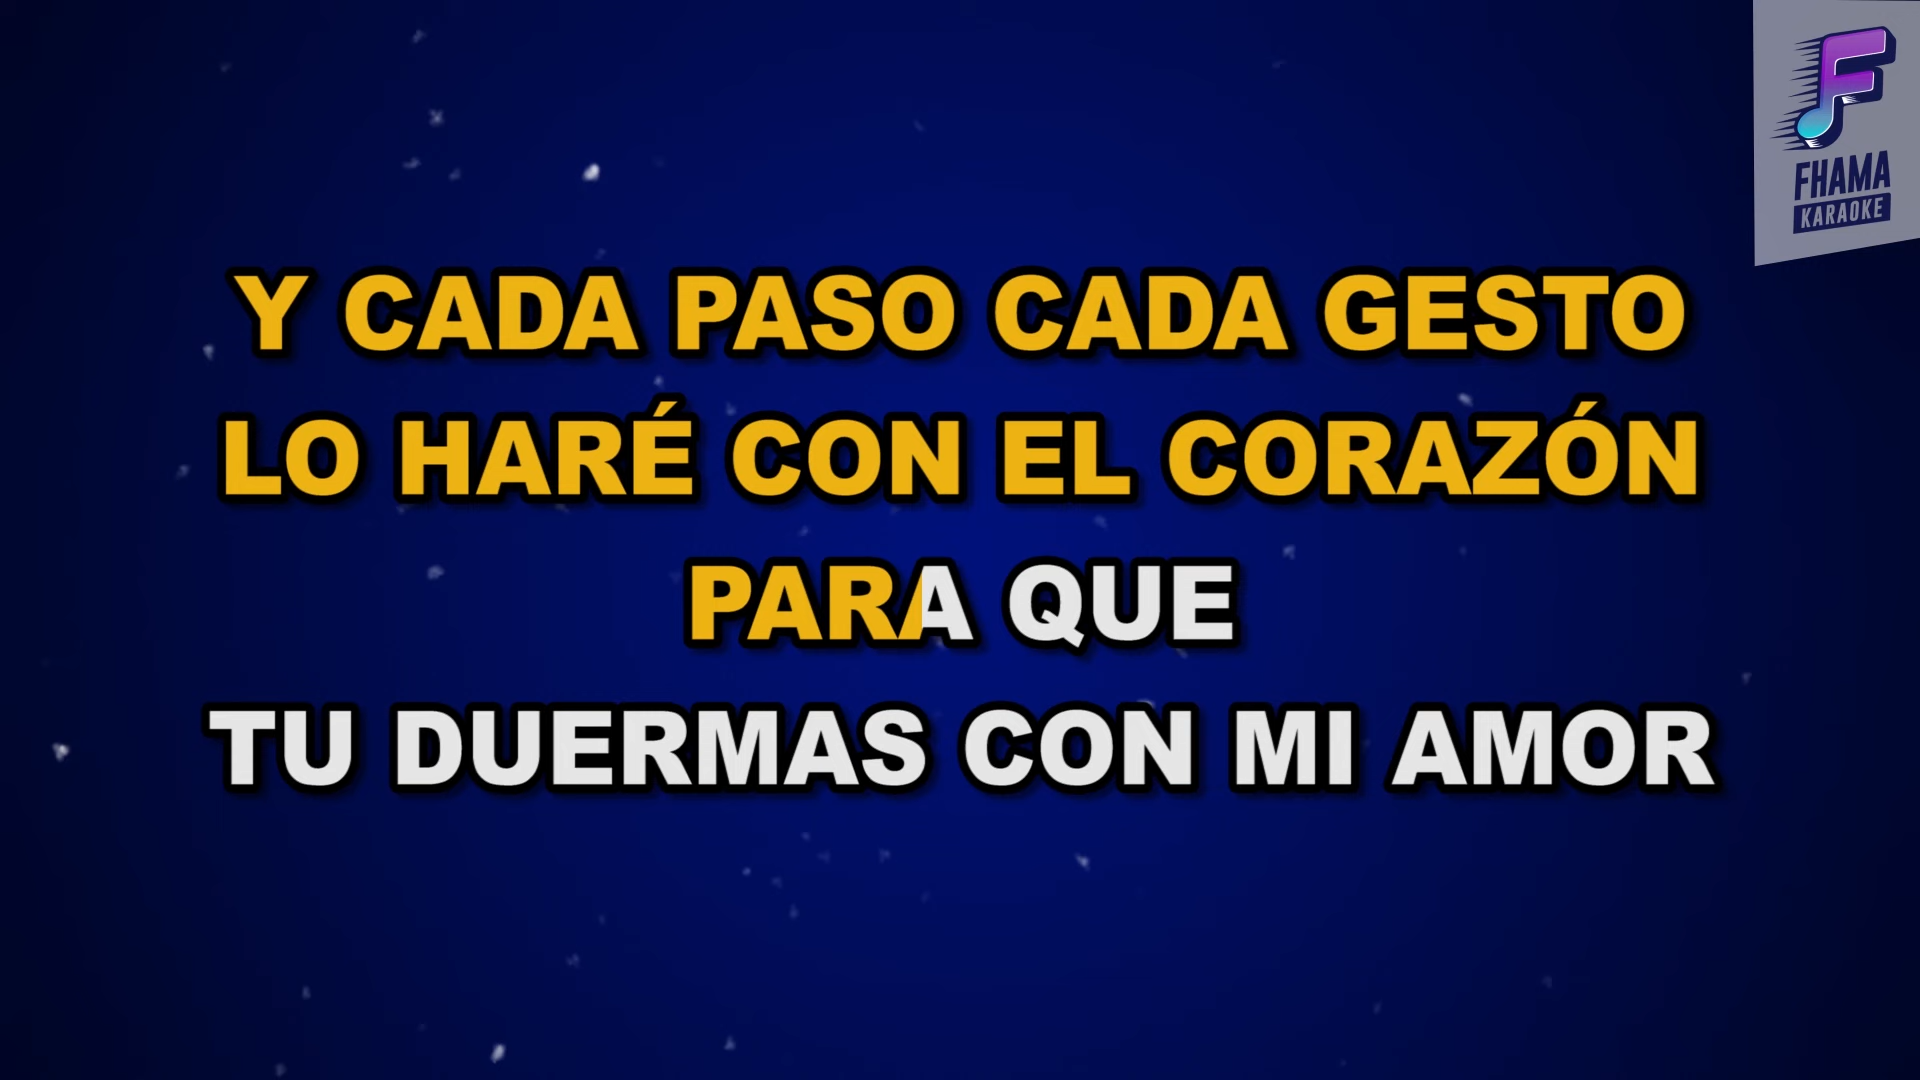 FHAMA
KARAOKE
Y CADA PASO CADA GESTO
LO HARÉ CON EL CORAZÓN
PARA QUE
TU DUERMAS CON MI AMOR